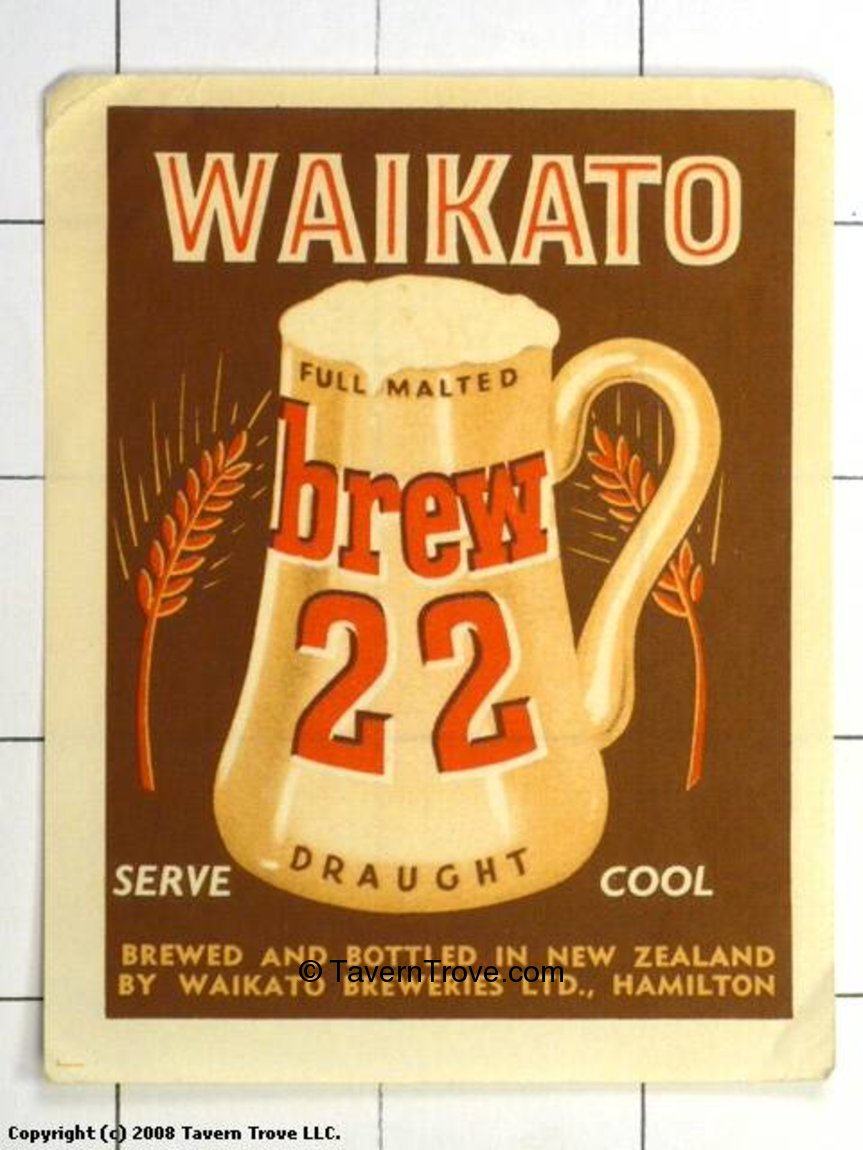 WAIKATO
FULL MALTED
brew
22
DRAUGHT
SERVE COOL
BREWED AND BOTTLED IN NEW ZEALAND
© TavernTrove.com
BY WAIKATO BREWERIES LTD., HAMILTON
Copyright (c) 2008 Tavern Trove LLC.